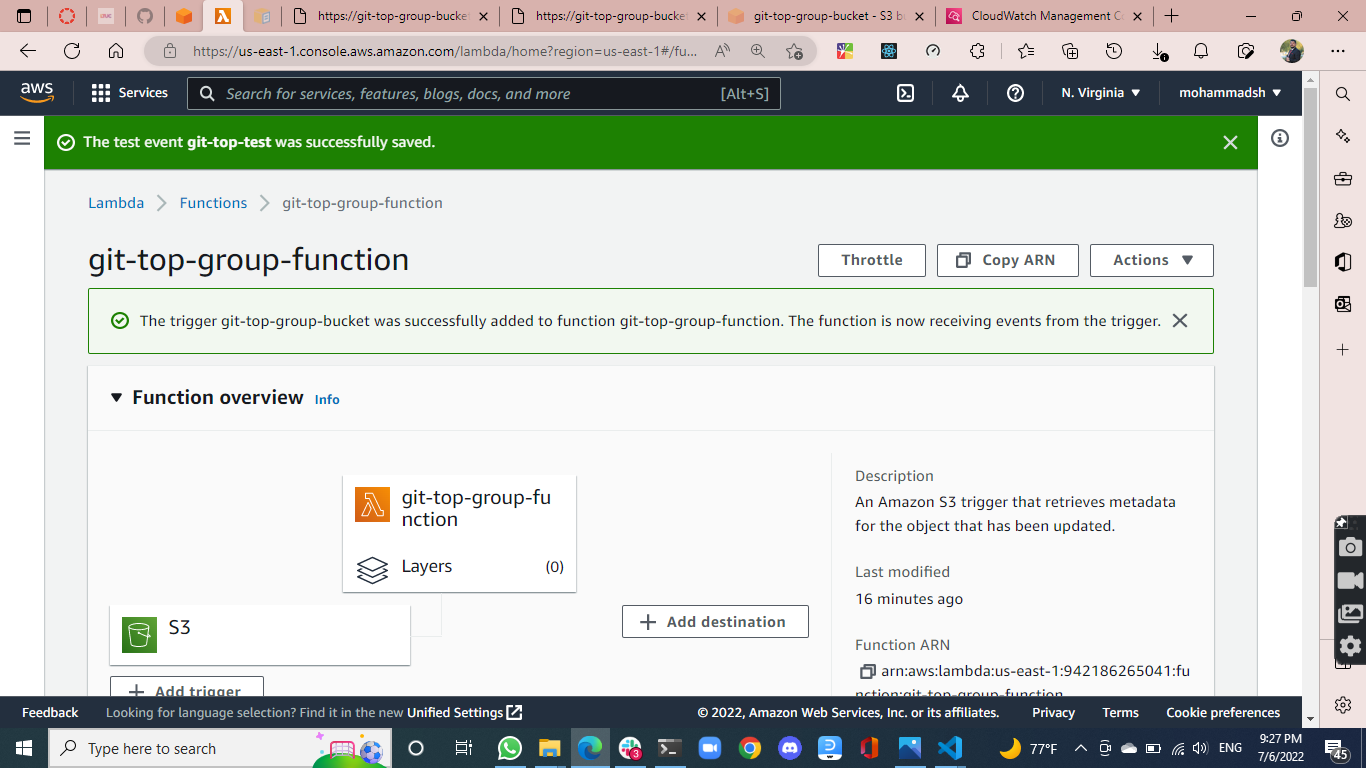 https://git-top-group-bucket
https://git-top-group-bucket
git-top-group-bucket - S3 bu
CloudWatch Management Co
https://us-east-1.console.aws.amazon.com/lambda/home?region=us-east-1#/fu...
aws
Services
Search for services, features, blogs, docs, and more
[Alt+S]
N. Virginia
mohammadsh
The test event git-top-test was successfully saved.
Lambda
Functions
git-top-group-function
git-top-group-function
Throttle
Copy ARN
Actions
The trigger git-top-group-bucket was successfully added to function git-top-group-function. The function is now receiving events from the trigger.
Function overview
Info
git-top-group-fu
nction
Layers
(0)
S3
Add trigger
Add destination
Description
An Amazon S3 trigger that retrieves metadata
for the object that has been updated.
Last modified
16 minutes ago
Function ARN
arn:aws:lambda:us-east-1:942186265041:fu
nction:git-top-group-function
Feedback
Looking for language selection? Find it in the new Unified Settings
© 2022, Amazon Web Services, Inc. or its affiliates.
Privacy
Terms
Cookie preferences
Type here to search
3
77°F
ENG
9:27 PM
7/6/2022
45